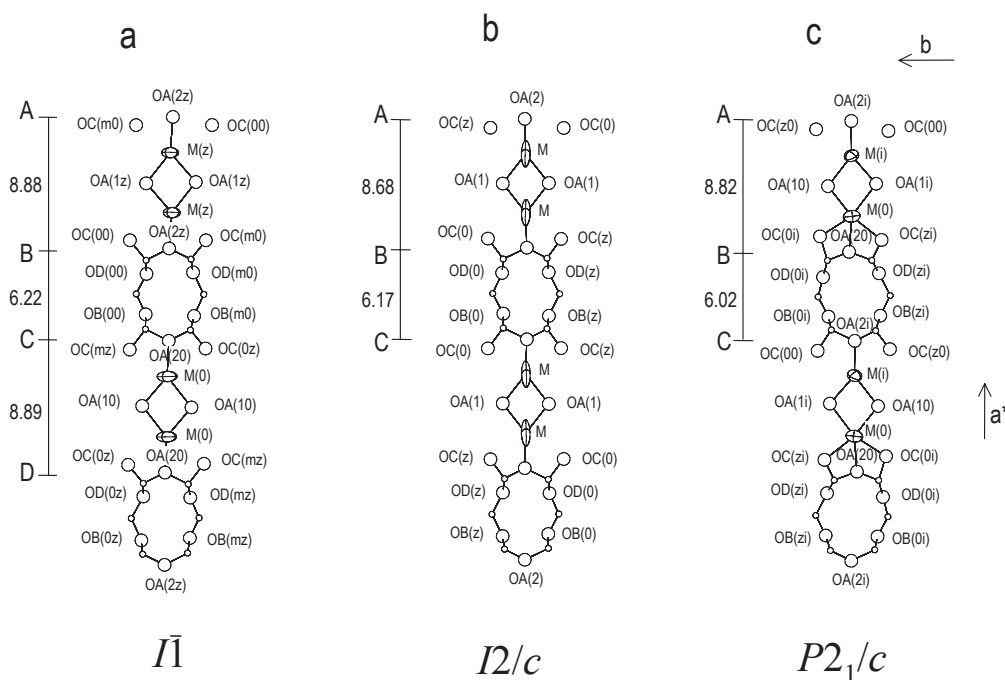 a
A
OA(2z)
OC(m0)
OC(00)
M(z)
8.88
OA(1z)
OA(1z)
M(z)
OA(2z)
OC(00)
OC(m0)
B
OD(00)
OD(m0)
6.22
OB(00)
OB(m0)
C
OC(mz)
OC(0z)
OA(20)
M(0)
8.89
OA(10)
OA(10)
M(0)
OA(20)
OC(0z)
OC(mz)
D
OD(0z)
OD(mz)
OB(0z)
OB(mz)
OA(2z)
I1̄
b
A
OA(2)
OC(z)
OC(0)
M
8.68
OA(1)
OA(1)
M
OC(0)
OC(z)
B
OD(0)
OD(z)
6.17
OB(0)
OB(z)
C
OC(0)
OC(z)
M
OA(1)
OA(1)
M
OC(z)
OC(0)
OD(z)
OD(0)
OB(z)
OB(0)
OA(2)
I2/c
c
b
A
OA(2i)
OC(z0)
OC(00)
M(i)
8.82
OA(10)
OA(1i)
M(0)
OC(0i)
OA(20)
OC(zi)
B
OD(0i)
OD(zi)
6.02
OB(0i)
OB(zi)
OA(2i)
C
OC(00)
OC(z0)
M(i)
OA(1i)
OA(10)
a*
M(0)
OC(zi)
OA(20)
OC(0i)
OD(zi)
OD(0i)
OB(zi)
OB(0i)
OA(2i)
P2₁/c